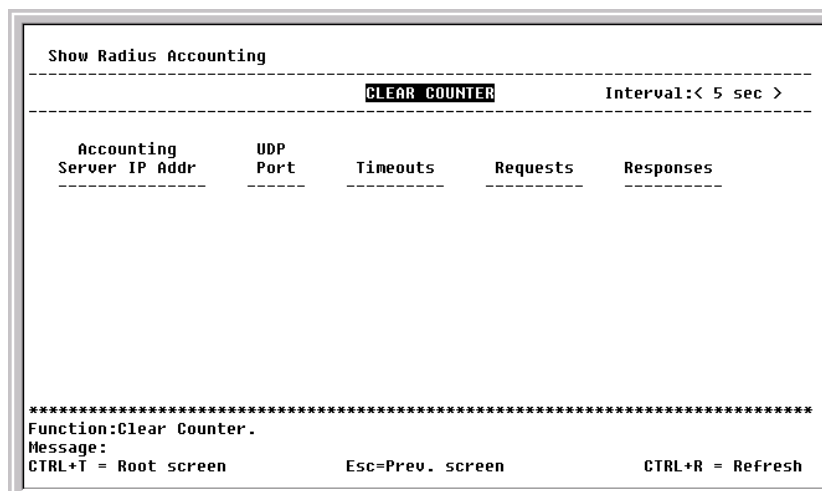 Show Radius Accounting
--------------------------------------------------------------------------------
CLEAR COUNTER Interval:< 5 sec >
--------------------------------------------------------------------------------
Accounting UDP
Server IP Addr Port Timeouts Requests Responses
--------------- ------ ---------- ---------- ----------
********************************************************************************
Function:Clear Counter.
Message:
CTRL+T = Root screen Esc=Prev. screen CTRL+R = Refresh